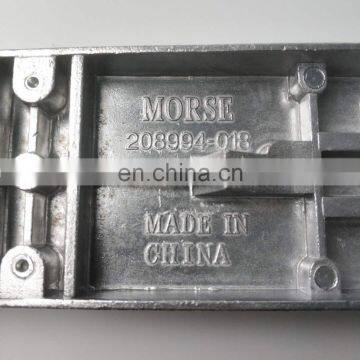 MORSE
208994-018
en.china.cn
MADE IN
CHINA